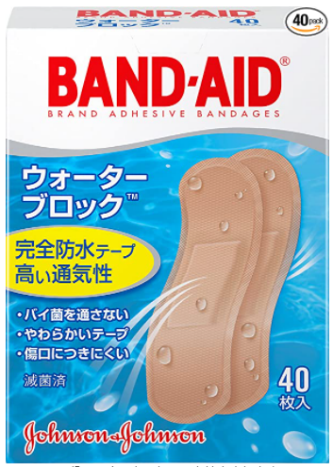 40
ウォーターブロック
40pack
BAND-AID®
BRAND ADHESIVE BANDAGES
ウォーター
ブロック™
完全防水テープ
高い通気性
・バイ菌を通さない
・やわらかいテープ
・傷口につきにくい
滅菌済
40
枚入
Johnson & Johnson